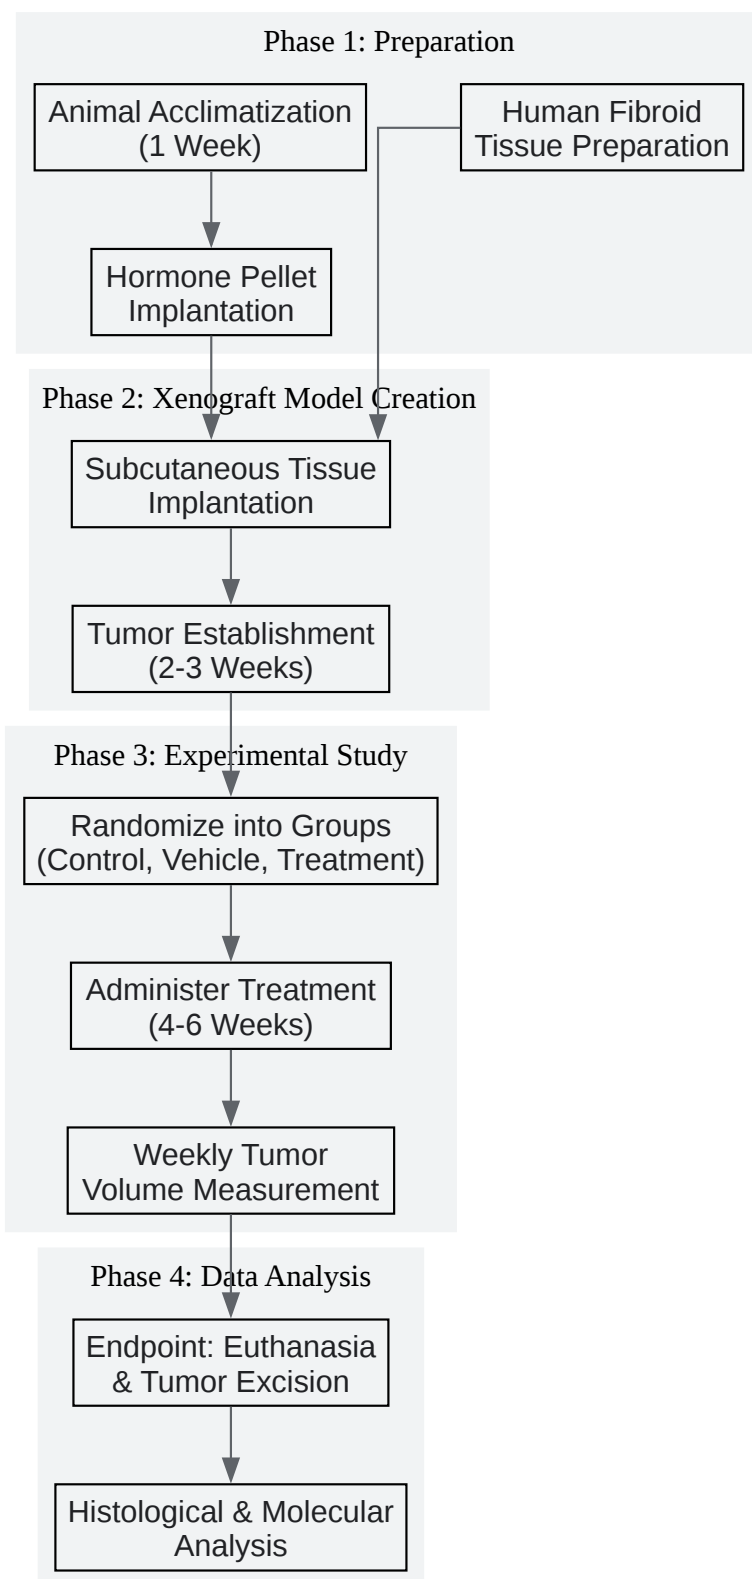 Phase 1: Preparation
Animal Acclimatization
(1 Week)
Human Fibroid
Tissue Preparation
Hormone Pellet
Implantation
Phase 2: Xenograft Model Creation
Subcutaneous Tissue
Implantation
Tumor Establishment
(2-3 Weeks)
Phase 3: Experimental Study
Randomize into Groups
(Control, Vehicle, Treatment)
Administer Treatment
(4-6 Weeks)
Weekly Tumor
Volume Measurement
Phase 4: Data Analysis
Endpoint: Euthanasia
& Tumor Excision
Histological & Molecular
Analysis